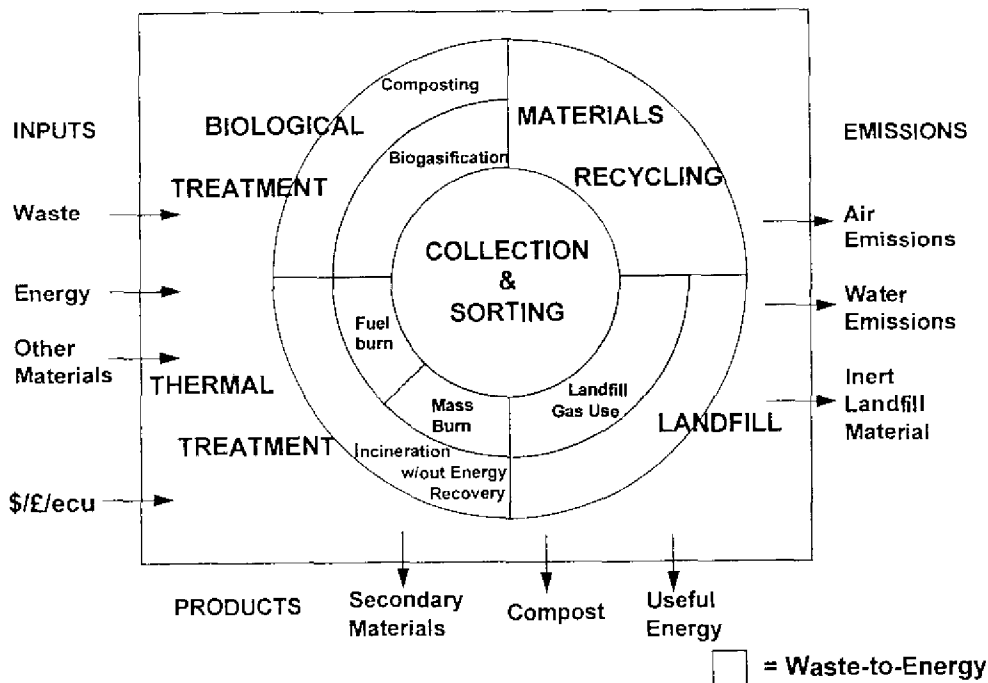 INPUTS
Waste
Energy
Other
Materials
$/£/ecu
BIOLOGICAL
TREATMENT
Composting
Biogasification
MATERIALS
RECYCLING
COLLECTION
&
SORTING
THERMAL
TREATMENT
Fuel
burn
Mass
Burn
Incineration
w/out Energy
Recovery
Landfill
Gas Use
LANDFILL
EMISSIONS
Air
Emissions
Water
Emissions
Inert
Landfill
Material
PRODUCTS
Secondary
Materials
Compost
Useful
Energy
= Waste-to-Energy